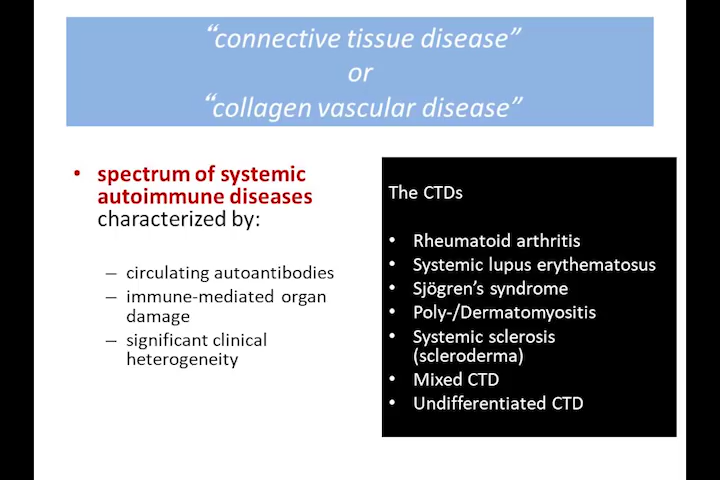 “connective tissue disease”
or
“collagen vascular disease”
• spectrum of systemic
autoimmune diseases
characterized by:
– circulating autoantibodies
– immune-mediated organ
damage
– significant clinical
heterogeneity
The CTDs
• Rheumatoid arthritis
• Systemic lupus erythematosus
• Sjögren’s syndrome
• Poly-/Dermatomyositis
• Systemic sclerosis
(scleroderma)
• Mixed CTD
• Undifferentiated CTD